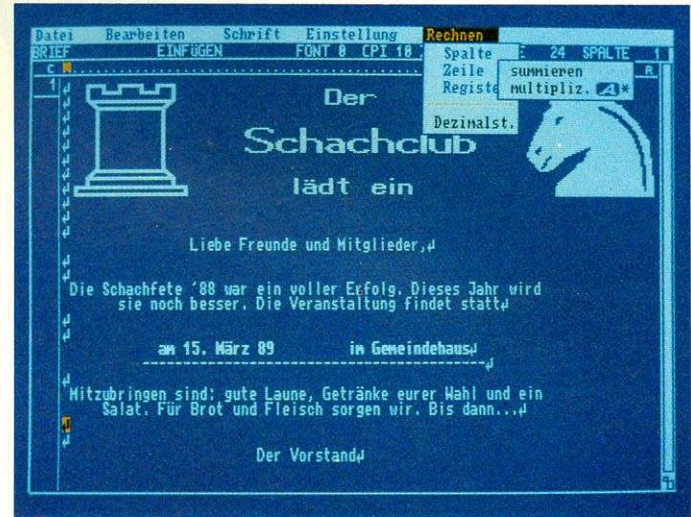 Datei Bearbeiten Schrift Einstellung Rechnen
BRIEF EINFÜGEN FONT 0 CPI 10 24 SPALTE 1
C R
1
Spalte
Zeile
Registe
Dezimalst.
summieren
multipliz. A*
Der
Schachclub
lädt ein
Liebe Freunde und Mitglieder,
Die Schachfete '88 war ein voller Erfolg. Dieses Jahr wird
sie noch besser. Die Veranstaltung findet statt
am 15. März 89 im Gemeindehaus
Mitzubringen sind: gute Laune, Getränke eurer Wahl und ein
Salat. Für Brot und Fleisch sorgen wir. Bis dann...
Der Vorstand